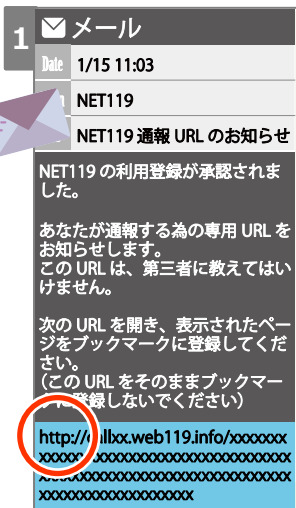 1
メール
Date 1/15 11:03
NET119
NET119 通報 URL のお知らせ
NET119 の利用登録が承認されま
した。
あなたが通報する為の専用 URL を
お知らせします。
この URL は、第三者に教えてはい
けません。
次の URL を開き、表示されたペー
ジをブックマークに登録してくだ
さい。
(この URL をそのままブックマー
に登録しないでください)
http://
llxx.web119.info/xxxxxxx
xxxxxxxxxxxxxxxxxxxxxxxxxxxx
xxxxxxxxxxxxxxxxxxxxxxxxxxxx
xxxxxxxxxxxxxxxxx